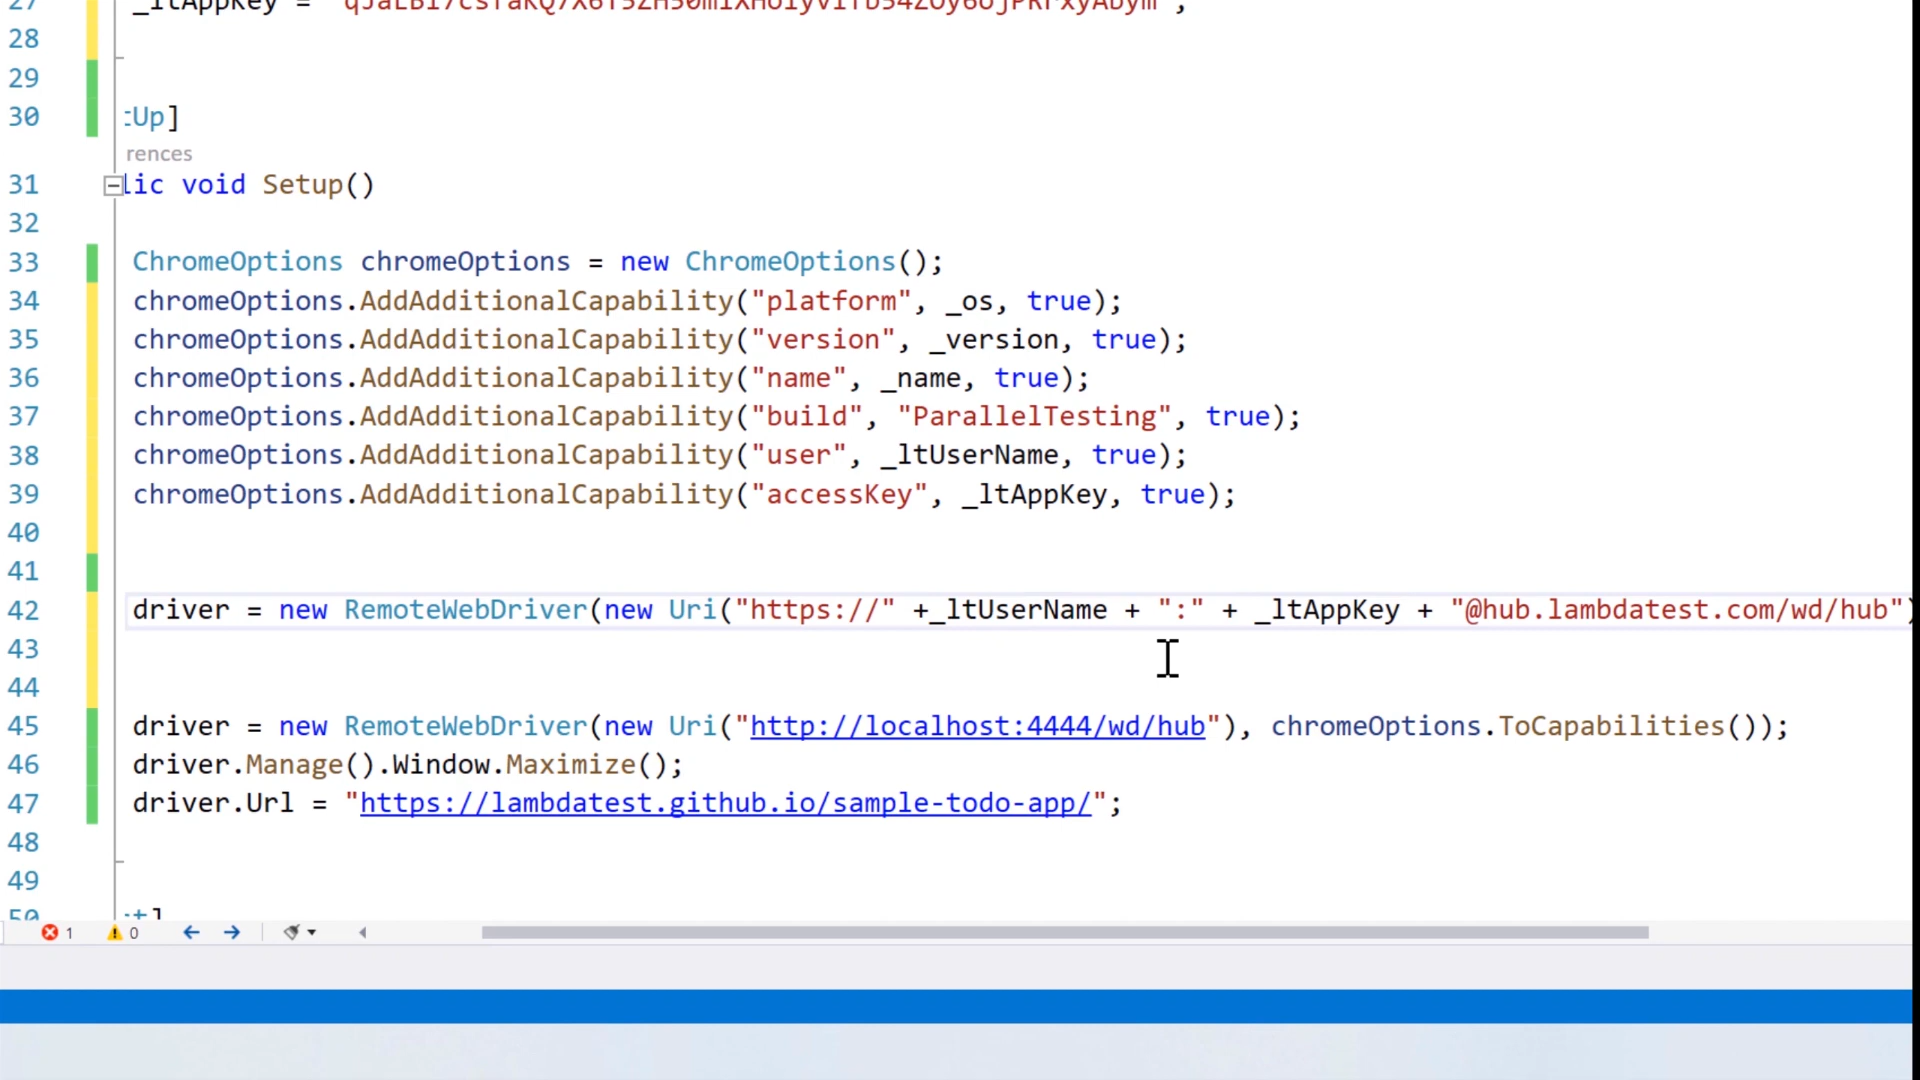 27 _ltAppKey =
28
29
30 tUp]
rences
31 lic void Setup()
32
33 ChromeOptions chromeOptions = new ChromeOptions();
34 chromeOptions.AddAdditionalCapability("platform", _os, true);
35 chromeOptions.AddAdditionalCapability("version", _version, true);
36 chromeOptions.AddAdditionalCapability("name", _name, true);
37 chromeOptions.AddAdditionalCapability("build", "ParallelTesting", true);
38 chromeOptions.AddAdditionalCapability("user", _ltUserName, true);
39 chromeOptions.AddAdditionalCapability("accessKey", _ltAppKey, true);
40
41
42 driver = new RemoteWebDriver(new Uri("https://" +_ltUserName + ":" + _ltAppKey + "@hub.lambdatest.com/wd/hub")
43
44
45 driver = new RemoteWebDriver(new Uri("http://localhost:4444/wd/hub"), chromeOptions.ToCapabilities());
46 driver.Manage().Window.Maximize();
47 driver.Url = "https://lambdatest.github.io/sample-todo-app/";
48
49
50
1 0